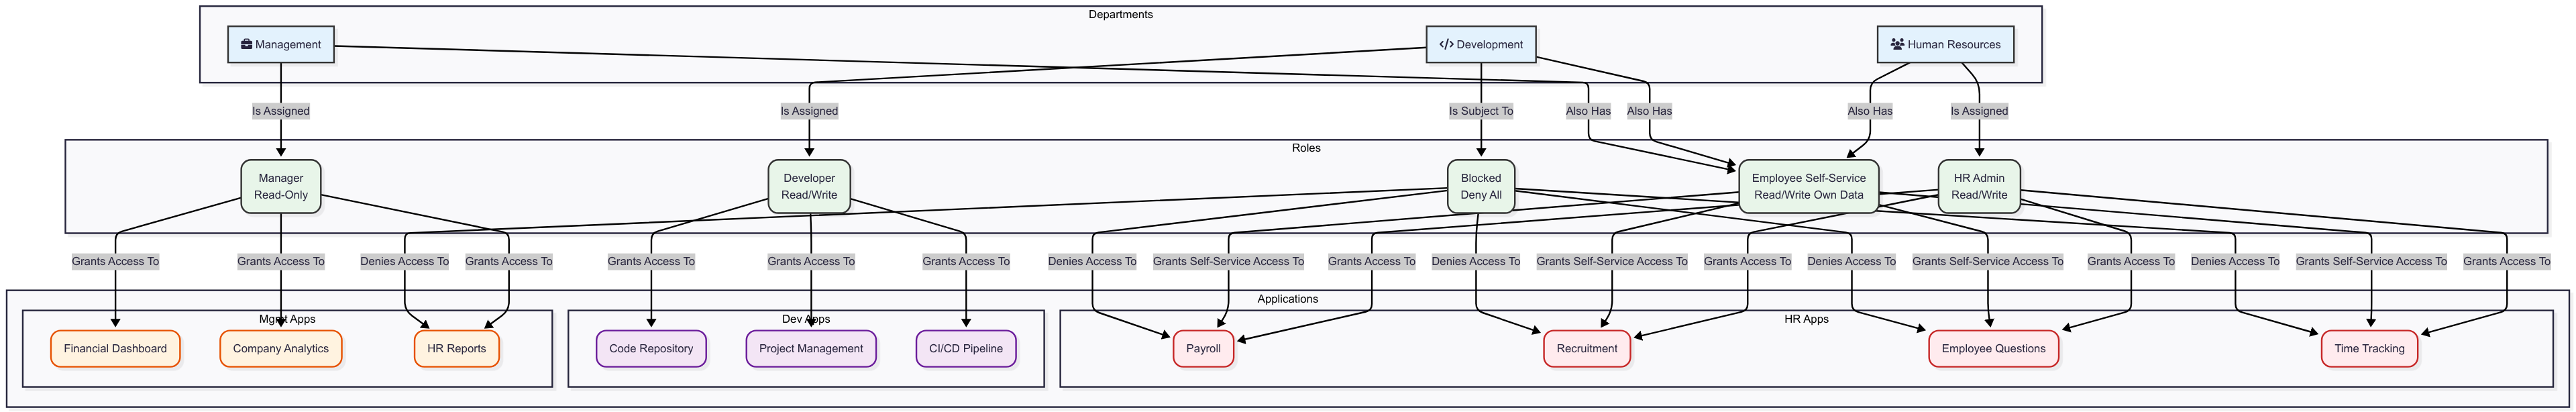 Departments
Management
Development
Human Resources
Is Assigned
Is Assigned
Is Subject To
Also Has
Also Has
Also Has
Is Assigned
Roles
Manager
Read-Only
Developer
Read/Write
Blocked
Deny All
Employee Self-Service
Read/Write Own Data
HR Admin
Read/Write
Grants Access To
Grants Access To
Denies Access To
Grants Access To
Grants Access To
Grants Access To
Grants Access To
Denies Access To
Grants Self-Service Access To
Grants Access To
Denies Access To
Grants Self-Service Access To
Grants Access To
Denies Access To
Grants Self-Service Access To
Grants Access To
Denies Access To
Grants Self-Service Access To
Grants Access To
Applications
Mgmt Apps
Dev Apps
HR Apps
Financial Dashboard
Company Analytics
HR Reports
Code Repository
Project Management
CI/CD Pipeline
Payroll
Recruitment
Employee Questions
Time Tracking